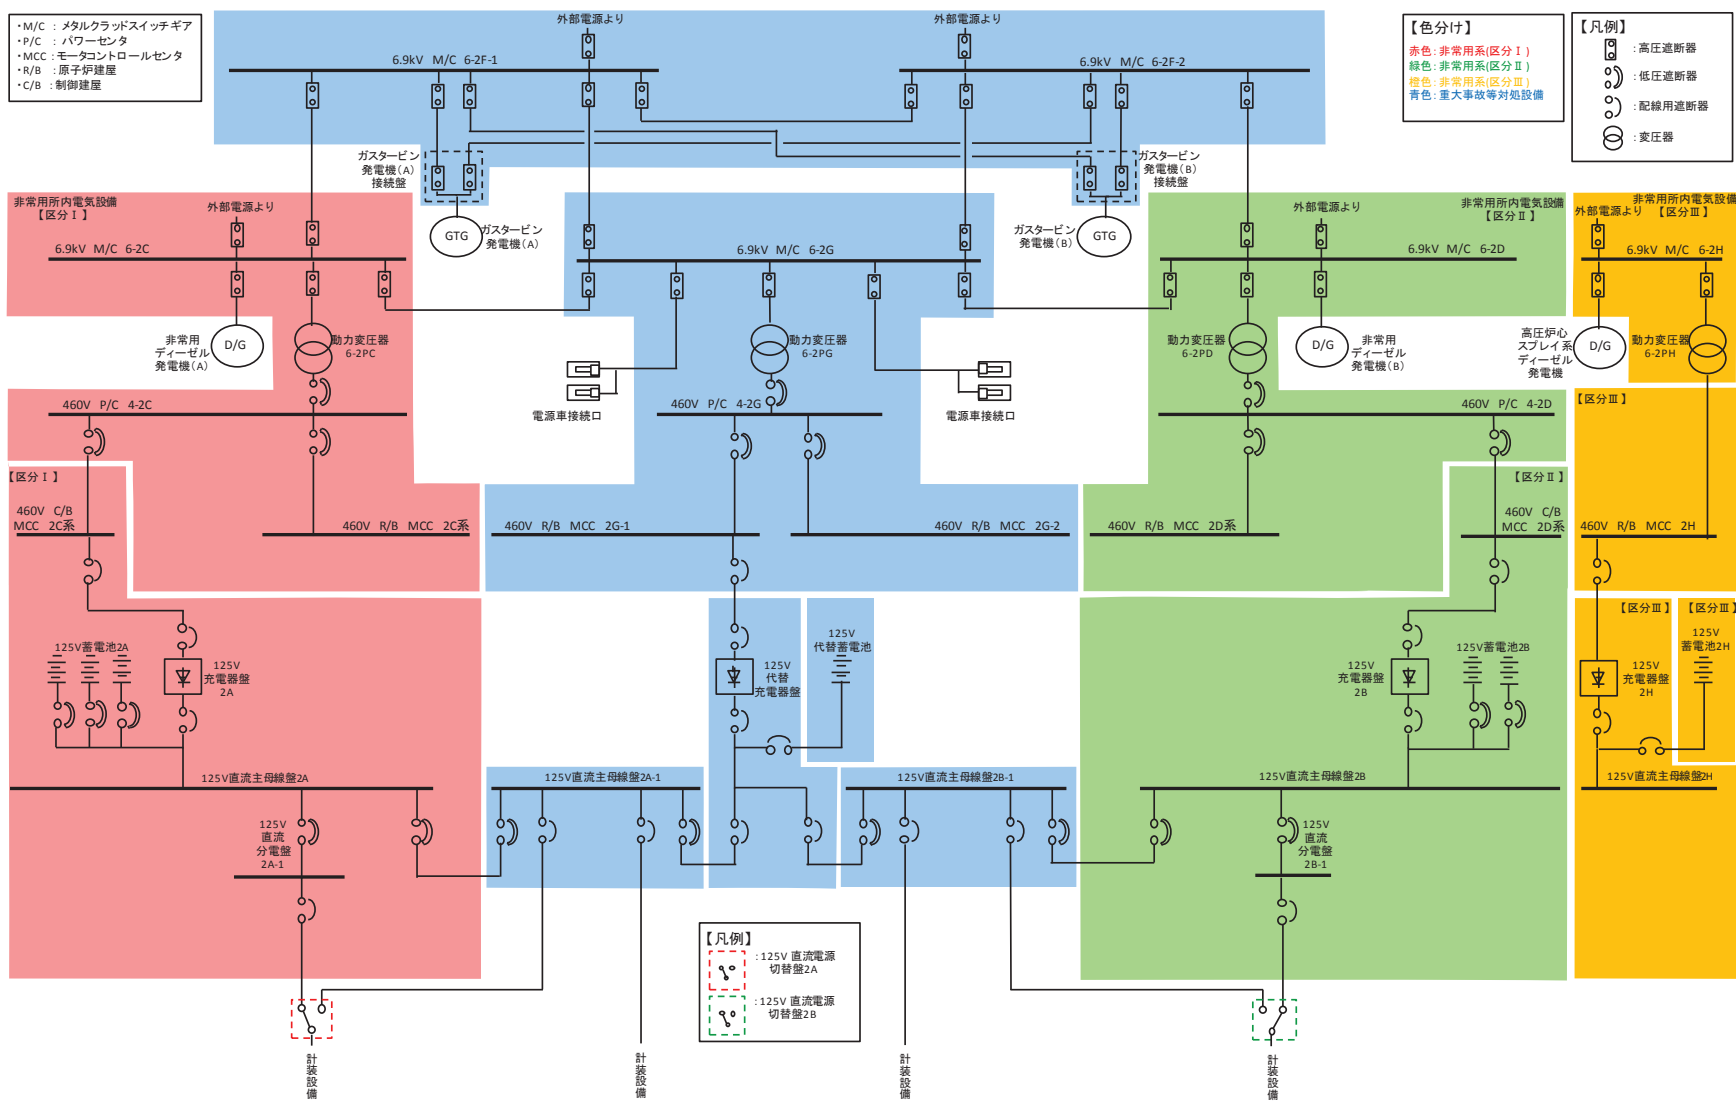 ・M/C : メタルクラッドスイッチギア
・P/C : パワーセンタ
・MCC : モータコントロールセンタ
・R/B : 原子炉建屋
・C/B : 制御建屋
外部電源より
外部電源より
6.9kV M/C 6-2F-1
6.9kV M/C 6-2F-2
【色分け】
赤色:非常用系(区分Ⅰ)
緑色:非常用系(区分Ⅱ)
橙色:非常用系(区分Ⅲ)
青色:重大事故等対処設備
【凡例】
:高圧遮断器
:低圧遮断器
:配線用遮断器
:変圧器
ガスタービン
発電機(A)
接続盤
ガスタービン
発電機(B)
接続盤
GTG
ガスタービン
発電機(A)
ガスタービン
発電機(B)
GTG
非常用所内電気設備
【区分Ⅰ】
外部電源より
6.9kV M/C 6-2C
6.9kV M/C 6-2G
外部電源より
非常用所内電気設備
【区分Ⅱ】
6.9kV M/C 6-2D
非常用所内電気設備
【区分Ⅲ】
外部電源より
6.9kV M/C 6-2H
非常用
ディーゼル
発電機(A)
D/G
動力変圧器
6-2PC
動力変圧器
6-2PG
動力変圧器
6-2PD
D/G
非常用
ディーゼル
発電機(B)
高圧炉心
スプレイ系
ディーゼル
発電機
D/G
動力変圧器
6-2PH
電源車接続口
電源車接続口
460V P/C 4-2C
460V P/C 4-2G
460V P/C 4-2D
【区分Ⅲ】
【区分Ⅰ】
【区分Ⅱ】
460V C/B
MCC 2C系
460V R/B MCC 2C系
460V R/B MCC 2G-1
460V R/B MCC 2G-2
460V R/B MCC 2D系
460V C/B
MCC 2D系
460V R/B MCC 2H
【区分Ⅲ】
【区分Ⅲ】
125V蓄電池2A
125V
充電器盤
2A
125V
代替
充電器盤
125V
代替蓄電池
125V
充電器盤
2B
125V蓄電池2B
125V
充電器盤
2H
125V
蓄電池2H
125V直流主母線盤2A
125V直流主母線盤2A-1
125V直流主母線盤2B-1
125V直流主母線盤2B
125V直流主母線盤2H
125V
直流
分電盤
2A-1
125V
直流
分電盤
2B-1
【凡例】
:125V 直流電源
切替盤2A
:125V 直流電源
切替盤2B
計装設備
計装設備
計装設備
計装設備